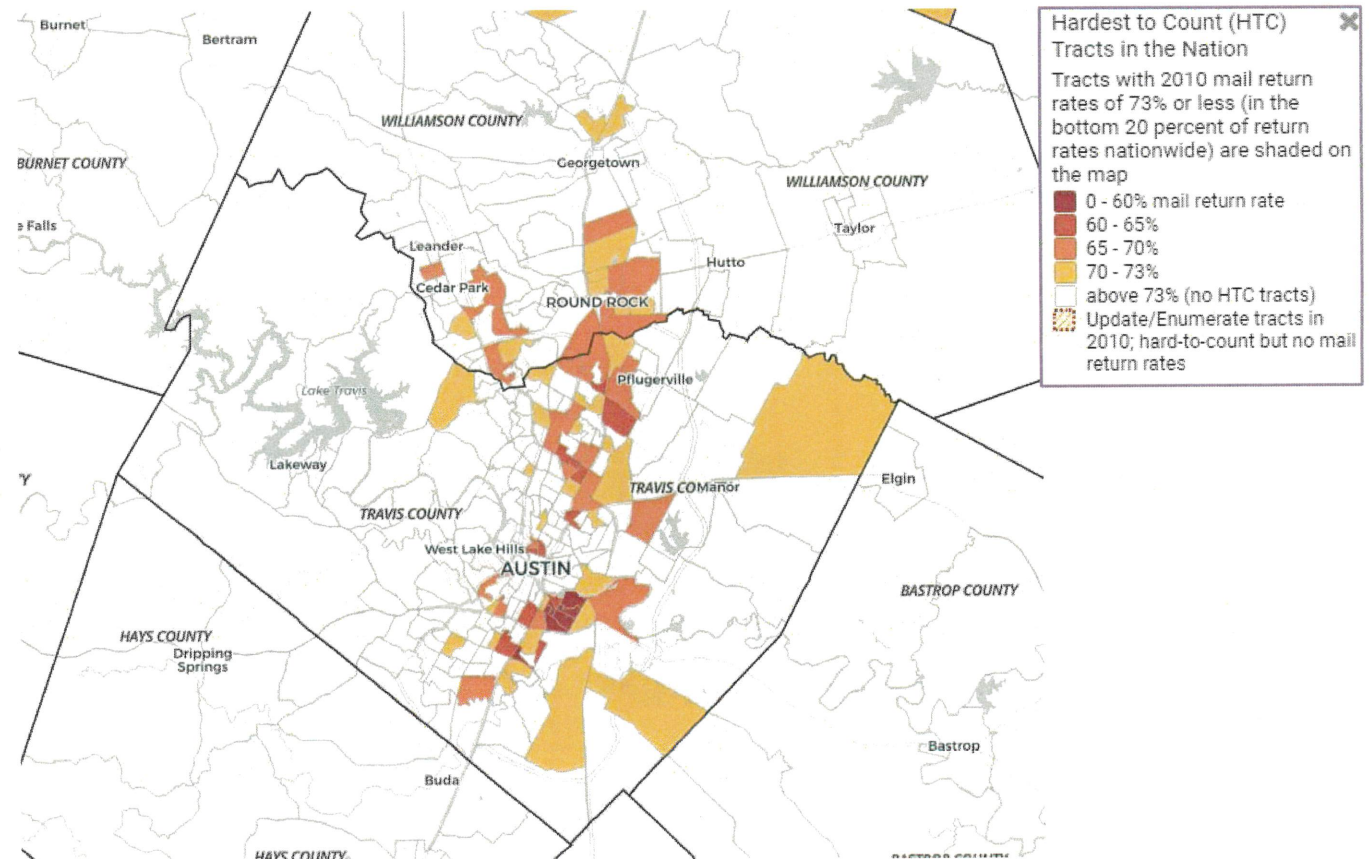 Burnet
Bertram
WILLIAMSON COUNTY
BURNET COUNTY
Georgetown
WILLIAMSON COUNTY
e Falls
Taylor
Leander
Hutto
Cedar Park
ROUND ROCK
Pflugerville
Lake Travis
Lakeway
Y
Elgin
TRAVIS CO
Manor
TRAVIS COUNTY
West Lake Hills
AUSTIN
BASTROP COUNTY
HAYS COUNTY
Dripping
Springs
Bastrop
Buda
HAYS COUNTY
BASTROP COUNTY
Hardest to Count (HTC)
Tracts in the Nation
Tracts with 2010 mail return
rates of 73% or less (in the
bottom 20 percent of return
rates nationwide) are shaded on
the map
0 - 60% mail return rate
60 - 65%
65 - 70%
70 - 73%
above 73% (no HTC tracts)
Update/Enumerate tracts in
2010; hard-to-count but no mail
return rates